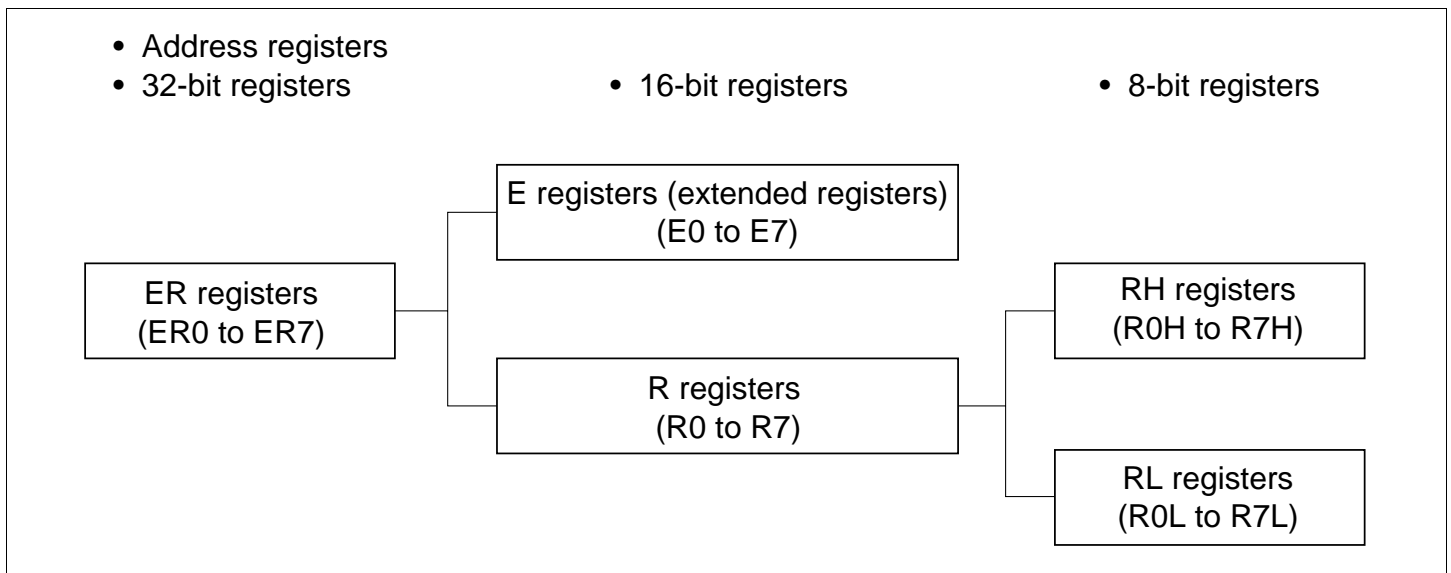 • Address registers
• 32-bit registers
• 16-bit registers
• 8-bit registers
E registers (extended registers)
(E0 to E7)
ER registers
(ER0 to ER7)
RH registers
(R0H to R7H)
R registers
(R0 to R7)
RL registers
(R0L to R7L)